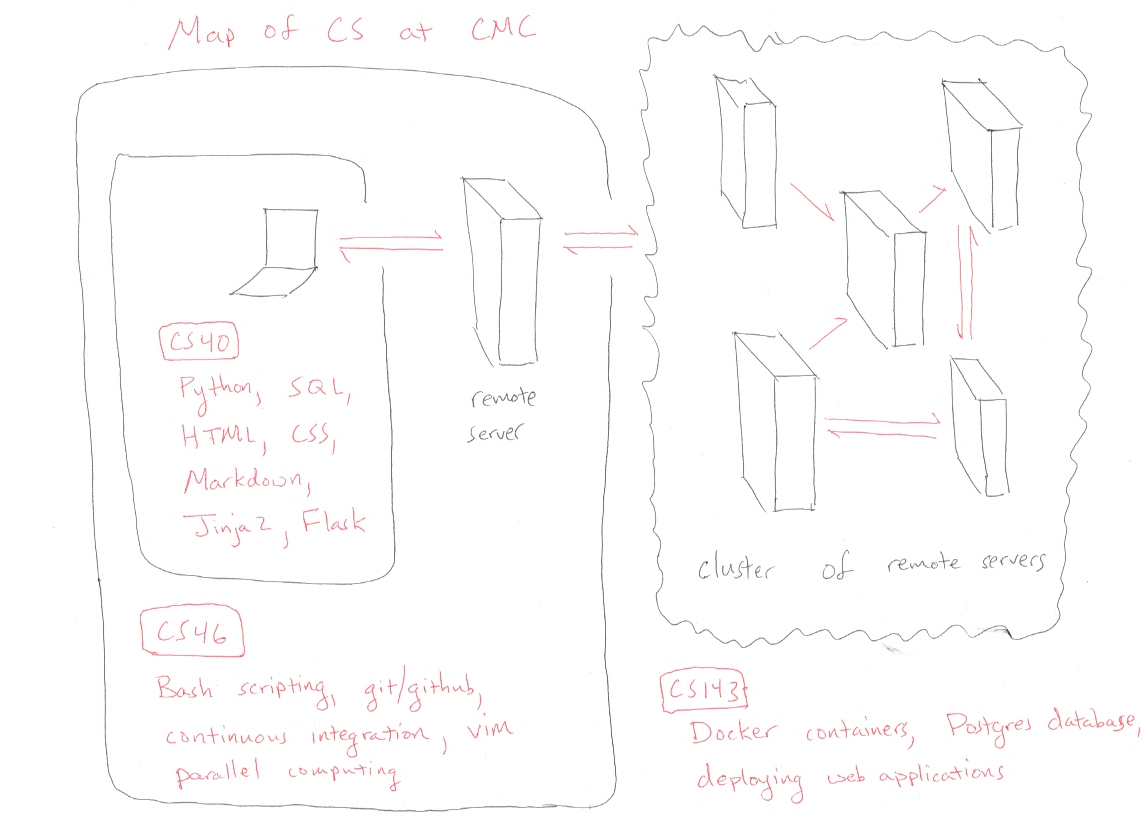 Map of CS at CMC
CS40
Python, SQL,
HTML, CSS,
Markdown,
Jinja2, Flask
remote
server
CS46
Bash scripting, git/github,
continuous integration, vim
parallel computing
cluster of remote servers
CS143
Docker containers, Postgres database,
deploying web applications